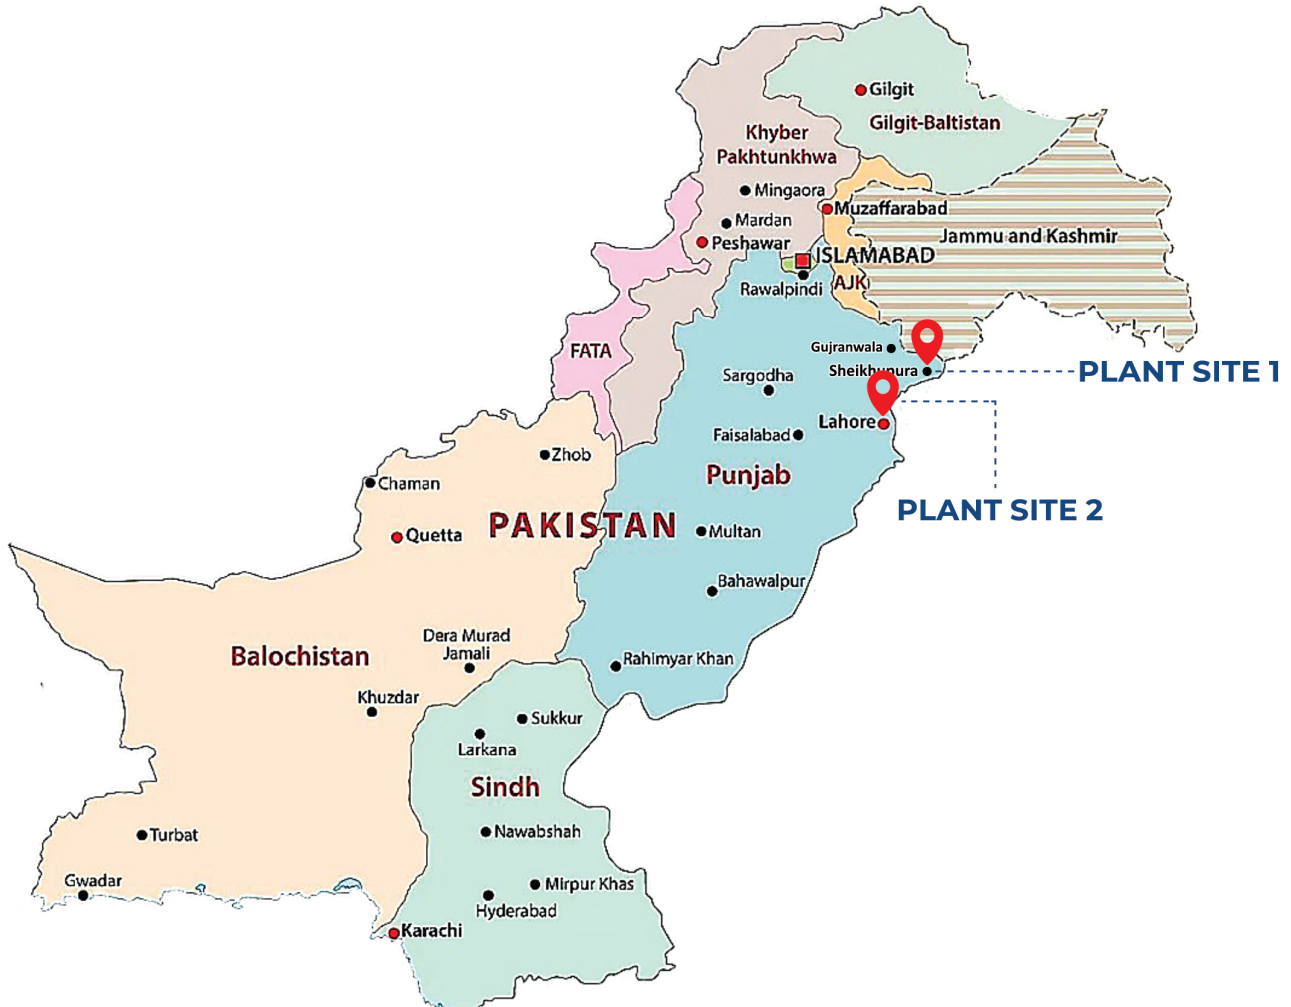 Gilgit
Gilgit-Baltistan
Khyber
Pakhtunkhwa
Mingaora
Mardan
Peshawar
Muzaffarabad
Jammu and Kashmir
ISLAMABAD
Rawalpindi
AJK
FATA
Gujranwala
Sheikhupura
PLANT SITE 1
Sargodha
Lahore
Faisalabad
Punjab
PLANT SITE 2
Zhob
Chaman
Quetta
PAKISTAN
Multan
Bahawalpur
Rahimyar Khan
Balochistan
Dera Murad
Jamali
Khuzdar
Sukkur
Larkana
Sindh
Turbat
Nawabshah
Gwadar
Mirpur Khas
Hyderabad
Karachi